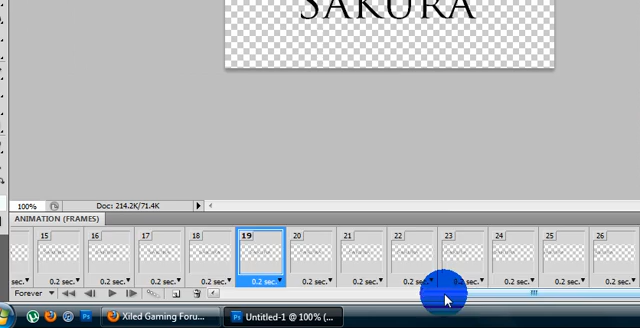 SAKURA
100%
Doc: 214.2K/71.4K
ANIMATION (FRAMES)
15 16 17 18 19 20 21 22 23 24 25 26
sec. 0.2 sec. 0.2 sec. 0.2 sec. 0.2 sec. 0.2 sec. 0.2 sec. 0.2 sec. 0.2 sec. 0.2 sec. 0.2 sec. 0.2 sec.
Forever
Xiled Gaming Foru...
Untitled-1 @ 100% (...